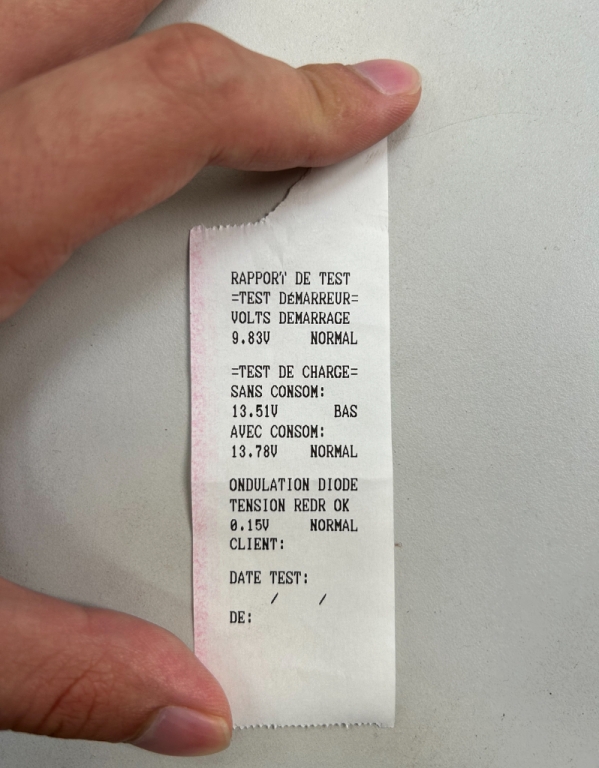 RAPPORT DE TEST
=TEST DéMARREUR=
VOLTS DEMARRAGE
9.83V NORMAL
=TEST DE CHARGE=
SANS CONSOM:
13.51V BAS
AVEC CONSOM:
13.78V NORMAL
ONDULATION DIODE
TENSION REDR OK
0.15V NORMAL
CLIENT:
DATE TEST:
/ /
DE: